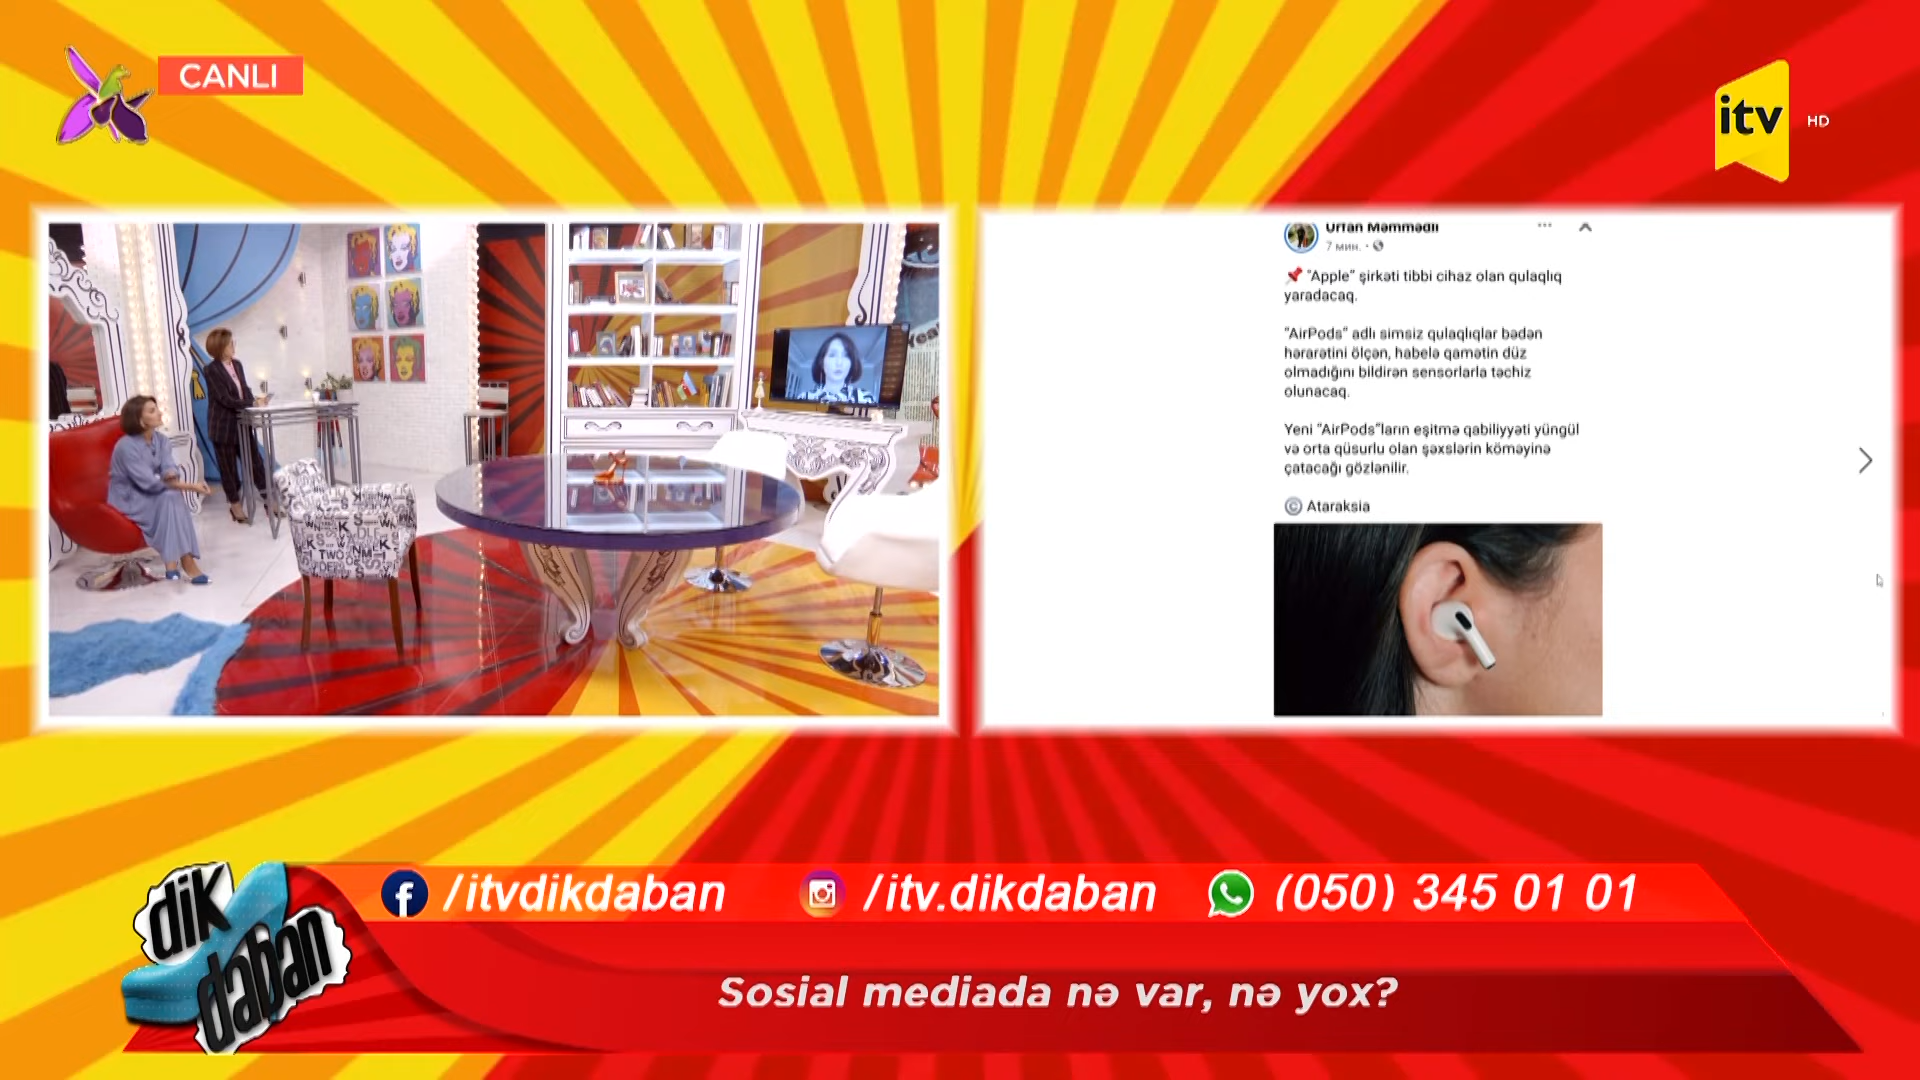 CANLI
itv
HD
Urfan Məmmədli
7 мин.
"Apple" şirkəti tibbi cihaz olan qulaqlıq
yaradacaq.
"AirPods" adlı simsiz qulaqlıqlar bədən
hərarətini ölçən, habelə qamətin düz
olmadığını bildirən sensorlarla təchiz
olunacaq.
Yeni "AirPods"ların eşitmə qabiliyyəti yüngül
və orta qüsurlu olan şəxslərin köməyinə
çatacağı gözlənilir.
© Ataraksia
/itvdikdaban
/itv.dikdaban
(050) 345 01 01
dik
daban
Sosial mediada nə var, nə yox?